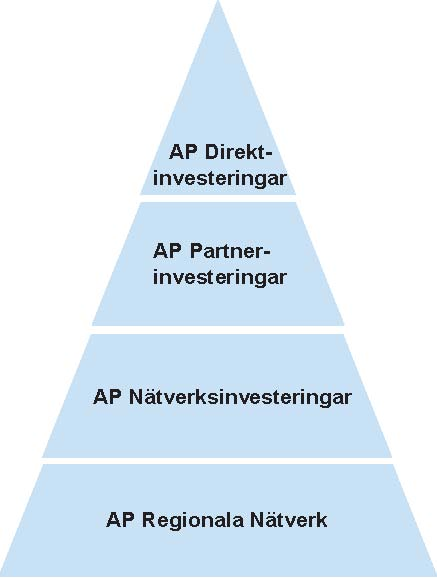 AP Direkt-
investeringar
AP Partner-
investeringar
AP Nätverksinvesteringar
AP Regionala Nätverk